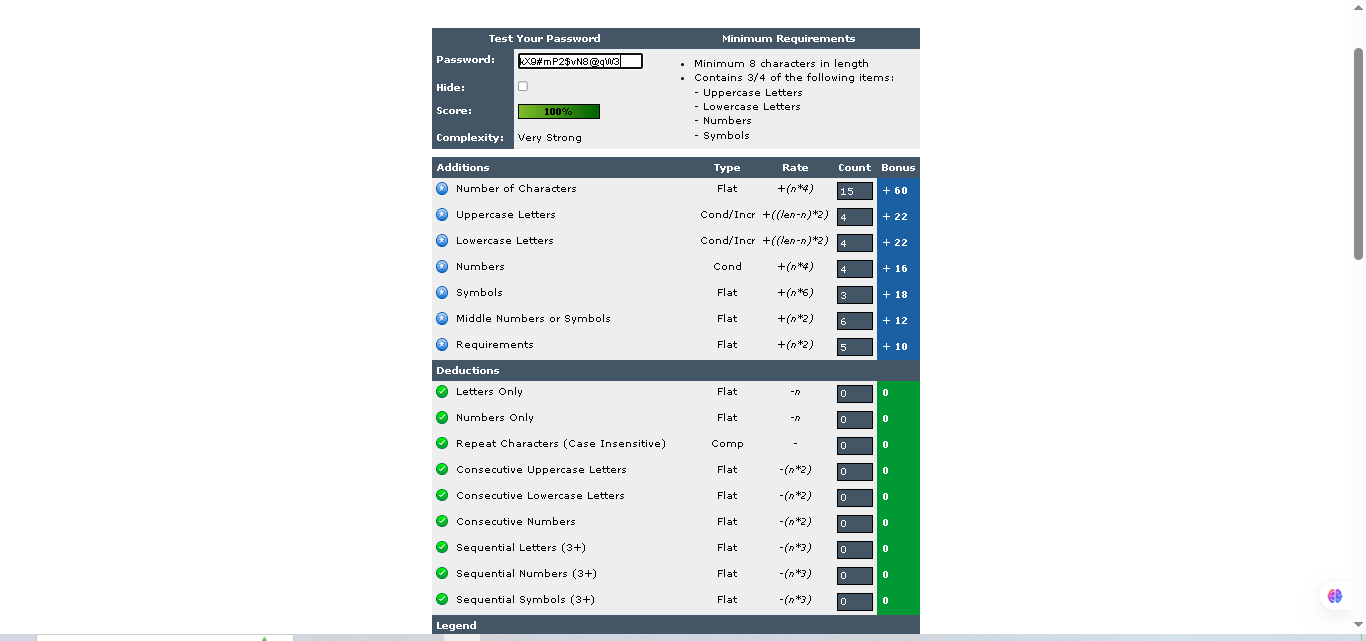 Test Your Password Minimum Requirements
Password: kX9#mP2$vN8@qW3
Hide:
Score: 100%
Complexity: Very Strong
• Minimum 8 characters in length
• Contains 3/4 of the following items:
- Uppercase Letters
- Lowercase Letters
- Numbers
- Symbols
Additions Type Rate Count Bonus
Number of Characters Flat +(n*4) 15 + 60
Uppercase Letters Cond/Incr +((len-n)*2) 4 + 22
Lowercase Letters Cond/Incr +((len-n)*2) 4 + 22
Numbers Cond +(n*4) 4 + 16
Symbols Flat +(n*6) 3 + 18
Middle Numbers or Symbols Flat +(n*2) 6 + 12
Requirements Flat +(n*2) 5 + 10
Deductions
Letters Only Flat -n 0 0
Numbers Only Flat -n 0 0
Repeat Characters (Case Insensitive) Comp - 0 0
Consecutive Uppercase Letters Flat -(n*2) 0 0
Consecutive Lowercase Letters Flat -(n*2) 0 0
Consecutive Numbers Flat -(n*2) 0 0
Sequential Letters (3+) Flat -(n*3) 0 0
Sequential Numbers (3+) Flat -(n*3) 0 0
Sequential Symbols (3+) Flat -(n*3) 0 0
Legend